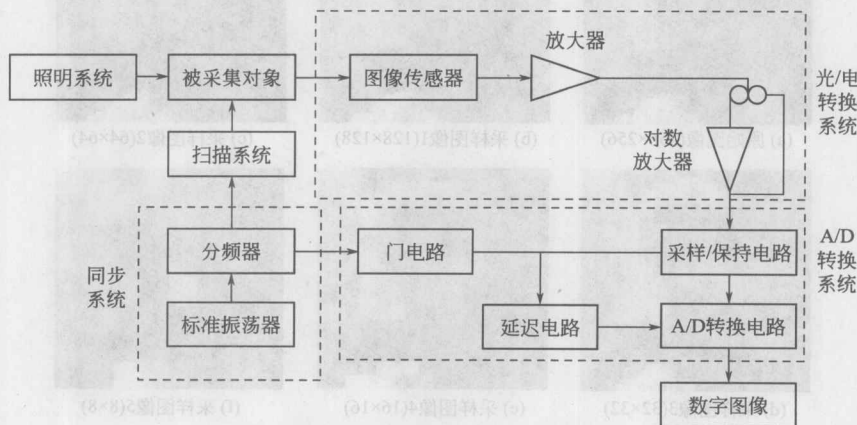 放大器
照明系统
被采集对象
图像传感器
光/电
转换
系统
对数
放大器
扫描系统
分频器
门电路
采样/保持电路
A/D
转换
系统
同步
系统
标准振荡器
延迟电路
A/D转换电路
数字图像